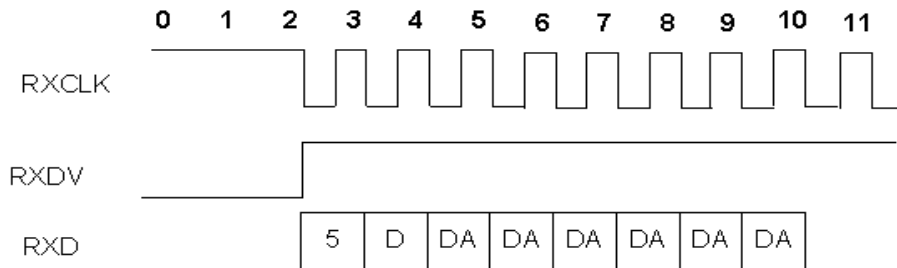 0 1 2 3 4 5 6 7 8 9 10 11
RXCLK
RXDV
RXD 5 D DA DA DA DA DA DA